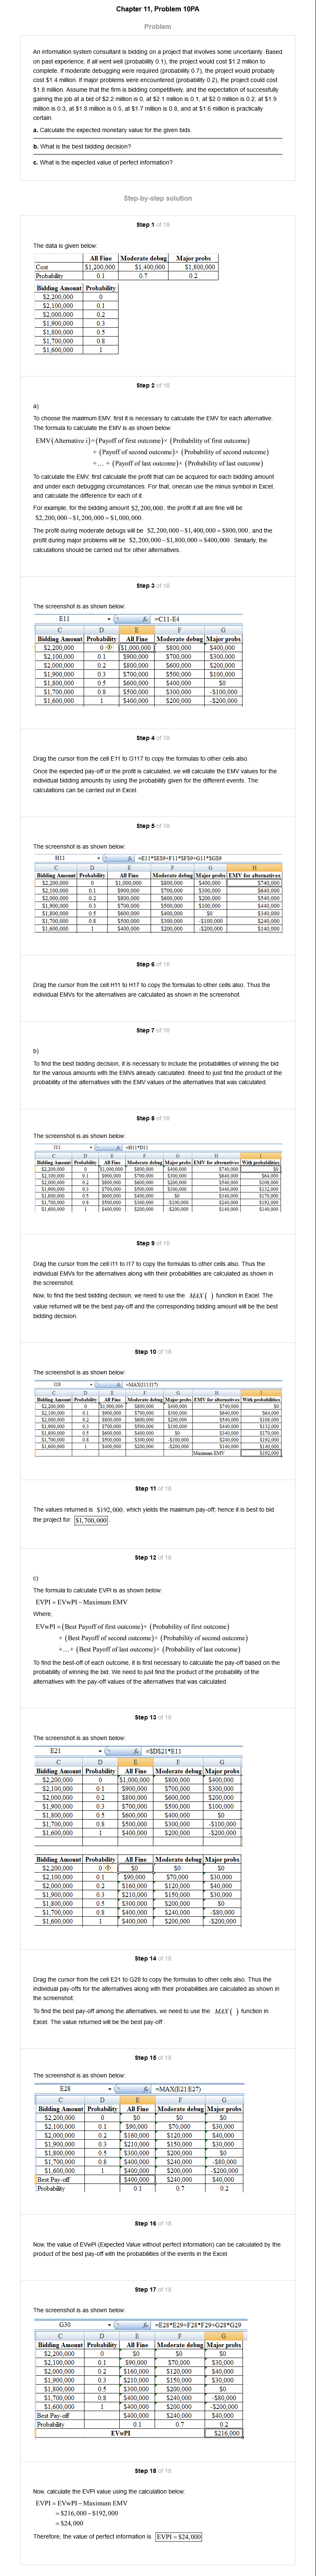 Chapter 11, Problem 10PA
Problem
An information system consultant is bidding on a project that involves some uncertainty. Based
on past experience, if all went well (probability 0.1), the project would cost $1.2 million to
complete. If moderate debugging were required (probability 0.7), the project would probably
cost $1.4 million. If major problems were encountered (probability 0.2), the project could cost
$1.8 million. Assume that the firm is bidding competitively, and the expectation of successfully
gaining the job at a bid of $2.2 million is 0, at $2.1 million is 0.1, at $2.0 million is 0.2, at $1.9
million is 0.3, at $1.8 million is 0.5, at $1.7 million is 0.8, and at $1.6 million is practically
certain.
a. Calculate the expected monetary value for the given bids.
b. What is the best bidding decision?
c. What is the expected value of perfect information?
Step-by-step solution
Step 1 of 18
The data is given below:
All Fine Moderate debug Major probs
Cost $1,200,000 $1,400,000 $1,800,000
Probability 0.1 0.7 0.2
Bidding Amount Probability
$2,200,000 0
$2,100,000 0.1
$2,000,000 0.2
$1,900,000 0.3
$1,800,000 0.5
$1,700,000 0.8
$1,600,000 1
Step 2 of 18
a)
To choose the maximum EMV, first it is necessary to calculate the EMV for each alternative.
The formula to calculate the EMV is as shown below:
EMV(Alternative i)=(Payoff of first outcome)× (Probability of first outcome)
+ (Payoff of second outcome)× (Probability of second outcome)
+... + (Payoff of last outcome)× (Probability of last outcome)
To calculate the EMV, first calculate the profit that can be acquired for each bidding amount
and under each debugging circumstances. For that, onecan use the minus symbol in Excel,
and calculate the difference for each of it.
For example, for the bidding amount $2,200,000, the profit if all are fine will be
$2,200,000−$1,200,000 = $1,000,000.
The profit during moderate debugs will be $2,200,000−$1,400,000 = $800,000, and the
profit during major problems will be $2,200,000−$1,800,000 = $400,000. Similarly, the
calculations should be carried out for other alternatives.
Step 3 of 18
The screenshot is as shown below:
E11 fx =C11-E4
C D E F G
Bidding Amount Probability All Fine Moderate debug Major probs
$2,200,000 0 $1,000,000 $800,000 $400,000
$2,100,000 0.1 $900,000 $700,000 $300,000
$2,000,000 0.2 $800,000 $600,000 $200,000
$1,900,000 0.3 $700,000 $500,000 $100,000
$1,800,000 0.5 $600,000 $400,000 $0
$1,700,000 0.8 $500,000 $300,000 -$100,000
$1,600,000 1 $400,000 $200,000 -$200,000
Step 4 of 18
Drag the cursor from the cell E11 to G117 to copy the formulas to other cells also.
Once the expected pay-off or the profit is calculated, we will calculate the EMV values for the
individual bidding amounts by using the probability given for the different events. The
calculations can be carried out in Excel.
Step 5 of 18
The screenshot is as shown below:
H11 fx =E11*$E$9+F11*$F$9+G11*$G$9
C D E F G H
Bidding Amount Probability All Fine Moderate debug Major probs EMV for alternatives
$2,200,000 0 $1,000,000 $800,000 $400,000 $740,000
$2,100,000 0.1 $900,000 $700,000 $300,000 $640,000
$2,000,000 0.2 $800,000 $600,000 $200,000 $540,000
$1,900,000 0.3 $700,000 $500,000 $100,000 $440,000
$1,800,000 0.5 $600,000 $400,000 $0 $340,000
$1,700,000 0.8 $500,000 $300,000 -$100,000 $240,000
$1,600,000 1 $400,000 $200,000 -$200,000 $140,000
Step 6 of 18
Drag the cursor from the cell H11 to H17 to copy the formulas to other cells also. Thus the
individual EMVs for the alternatives are calculated as shown in the screenshot.
Step 7 of 18
b)
To find the best bidding decision, it is necessary to include the probabilities of winning the bid
for the various amounts with the EMVs already calculated. Itneed to just find the product of the
probability of the alternatives with the EMV values of the alternatives that was calculated.
Step 8 of 18
The screenshot is as shown below:
I11 fx =H11*D11
C D E F G H I
Bidding Amount Probability All Fine Moderate debug Major probs EMV for alternatives With probabilities
$2,200,000 0 $1,000,000 $800,000 $400,000 $740,000 $0
$2,100,000 0.1 $900,000 $700,000 $300,000 $640,000 $64,000
$2,000,000 0.2 $800,000 $600,000 $200,000 $540,000 $108,000
$1,900,000 0.3 $700,000 $500,000 $100,000 $440,000 $132,000
$1,800,000 0.5 $600,000 $400,000 $0 $340,000 $170,000
$1,700,000 0.8 $500,000 $300,000 -$100,000 $240,000 $192,000
$1,600,000 1 $400,000 $200,000 -$200,000 $140,000 $140,000
Step 9 of 18
Drag the cursor from the cell I11 to I17 to copy the formulas to other cells also. Thus the
individual EMVs for the alternatives along with their probabilities are calculated as shown in
the screenshot.
Now, to find the best bidding decision, we need to use the MAX( ) function in Excel. The
value returned will be the best pay-off and the corresponding bidding amount will be the best
bidding decision.
Step 10 of 18
The screenshot is as shown below:
I18 fx =MAX(I11:I17)
C D E F G H I
Bidding Amount Probability All Fine Moderate debug Major probs EMV for alternatives With probabilities
$2,200,000 0 $1,000,000 $800,000 $400,000 $740,000 $0
$2,100,000 0.1 $900,000 $700,000 $300,000 $640,000 $64,000
$2,000,000 0.2 $800,000 $600,000 $200,000 $540,000 $108,000
$1,900,000 0.3 $700,000 $500,000 $100,000 $440,000 $132,000
$1,800,000 0.5 $600,000 $400,000 $0 $340,000 $170,000
$1,700,000 0.8 $500,000 $300,000 -$100,000 $240,000 $192,000
$1,600,000 1 $400,000 $200,000 -$200,000 $140,000 $140,000
Maximum EMV $192,000
Step 11 of 18
The values returned is $192,000, which yields the maximum pay-off, hence it is best to bid
the project for $1,700,000.
Step 12 of 18
c)
The formula to calculate EVPI is as shown below:
EVPI = EVwPI − Maximum EMV
Where,
EVwPI = (Best Payoff of first outcome)× (Probability of first outcome)
+ (Best Payoff of second outcome)× (Probability of second outcome)
+...+ (Best Payoff of last outcome)× (Probability of last outcome)
To find the best-off of each outcome, it is first necessary to calculate the pay-off based on the
probability of winning the bid. We need to just find the product of the probability of the
alternatives with the pay-off values of the alternatives that was calculated.
Step 13 of 18
The screenshot is as shown below:
E21 fx =$D$21*E11
C D E F G
Bidding Amount Probability All Fine Moderate debug Major probs
$2,200,000 0 $1,000,000 $800,000 $400,000
$2,100,000 0.1 $900,000 $700,000 $300,000
$2,000,000 0.2 $800,000 $600,000 $200,000
$1,900,000 0.3 $700,000 $500,000 $100,000
$1,800,000 0.5 $600,000 $400,000 $0
$1,700,000 0.8 $500,000 $300,000 -$100,000
$1,600,000 1 $400,000 $200,000 -$200,000
Bidding Amount Probability All Fine Moderate debug Major probs
$2,200,000 0 $0 $0 $0
$2,100,000 0.1 $90,000 $70,000 $30,000
$2,000,000 0.2 $160,000 $120,000 $40,000
$1,900,000 0.3 $210,000 $150,000 $30,000
$1,800,000 0.5 $300,000 $200,000 $0
$1,700,000 0.8 $400,000 $240,000 -$80,000
$1,600,000 1 $400,000 $200,000 -$200,000
Step 14 of 18
Drag the cursor from the cell E21 to G28 to copy the formulas to other cells also. Thus the
individual pay-offs for the alternatives along with their probabilities are calculated as shown in
the screenshot.
To find the best pay-off among the alternatives, we need to use the MAX( ) function in
Excel. The value returned will be the best pay-off .
Step 15 of 18
The screenshot is as shown below:
E28 fx =MAX(E21:E27)
C D E F G
Bidding Amount Probability All Fine Moderate debug Major probs
$2,200,000 0 $0 $0 $0
$2,100,000 0.1 $90,000 $70,000 $30,000
$2,000,000 0.2 $160,000 $120,000 $40,000
$1,900,000 0.3 $210,000 $150,000 $30,000
$1,800,000 0.5 $300,000 $200,000 $0
$1,700,000 0.8 $400,000 $240,000 -$80,000
$1,600,000 1 $400,000 $200,000 -$200,000
Best Pay-off $400,000 $240,000 $40,000
Probability 0.1 0.7 0.2
Step 16 of 18
Now, the value of EVwPI (Expected Value without perfect information) can be calculated by the
product of the best pay-off with the probabilities of the events in the Excel.
Step 17 of 18
The screenshot is as shown below:
G30 fx =E28*E29+F28*F29+G28*G29
C D E F G
Bidding Amount Probability All Fine Moderate debug Major probs
$2,200,000 0 $0 $0 $0
$2,100,000 0.1 $90,000 $70,000 $30,000
$2,000,000 0.2 $160,000 $120,000 $40,000
$1,900,000 0.3 $210,000 $150,000 $30,000
$1,800,000 0.5 $300,000 $200,000 $0
$1,700,000 0.8 $400,000 $240,000 -$80,000
$1,600,000 1 $400,000 $200,000 -$200,000
Best Pay-off $400,000 $240,000 $40,000
Probability 0.1 0.7 0.2
EVwPI $216,000
Step 18 of 18
Now, calculate the EVPI value using the calculation below:
EVPI = EVwPI − Maximum EMV
= $216,000 − $192,000
= $24,000
Therefore, the value of perfect information is EVPI = $24,000